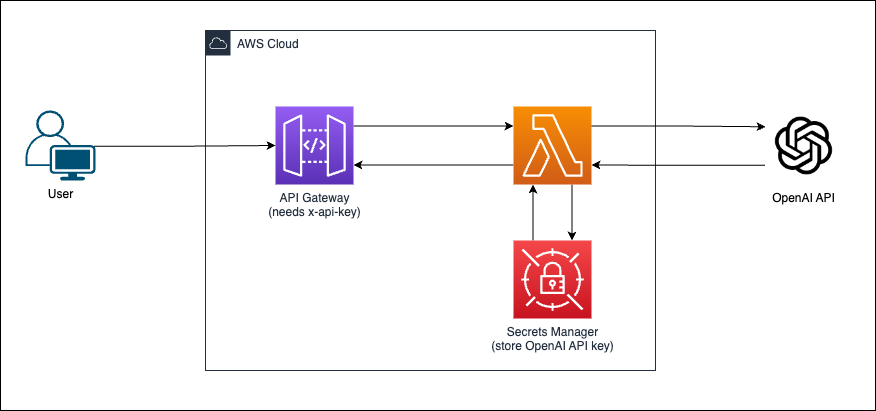 AWS Cloud
User
API Gateway
(needs x-api-key)
</>
OpenAI API
Secrets Manager
(store OpenAI API key)